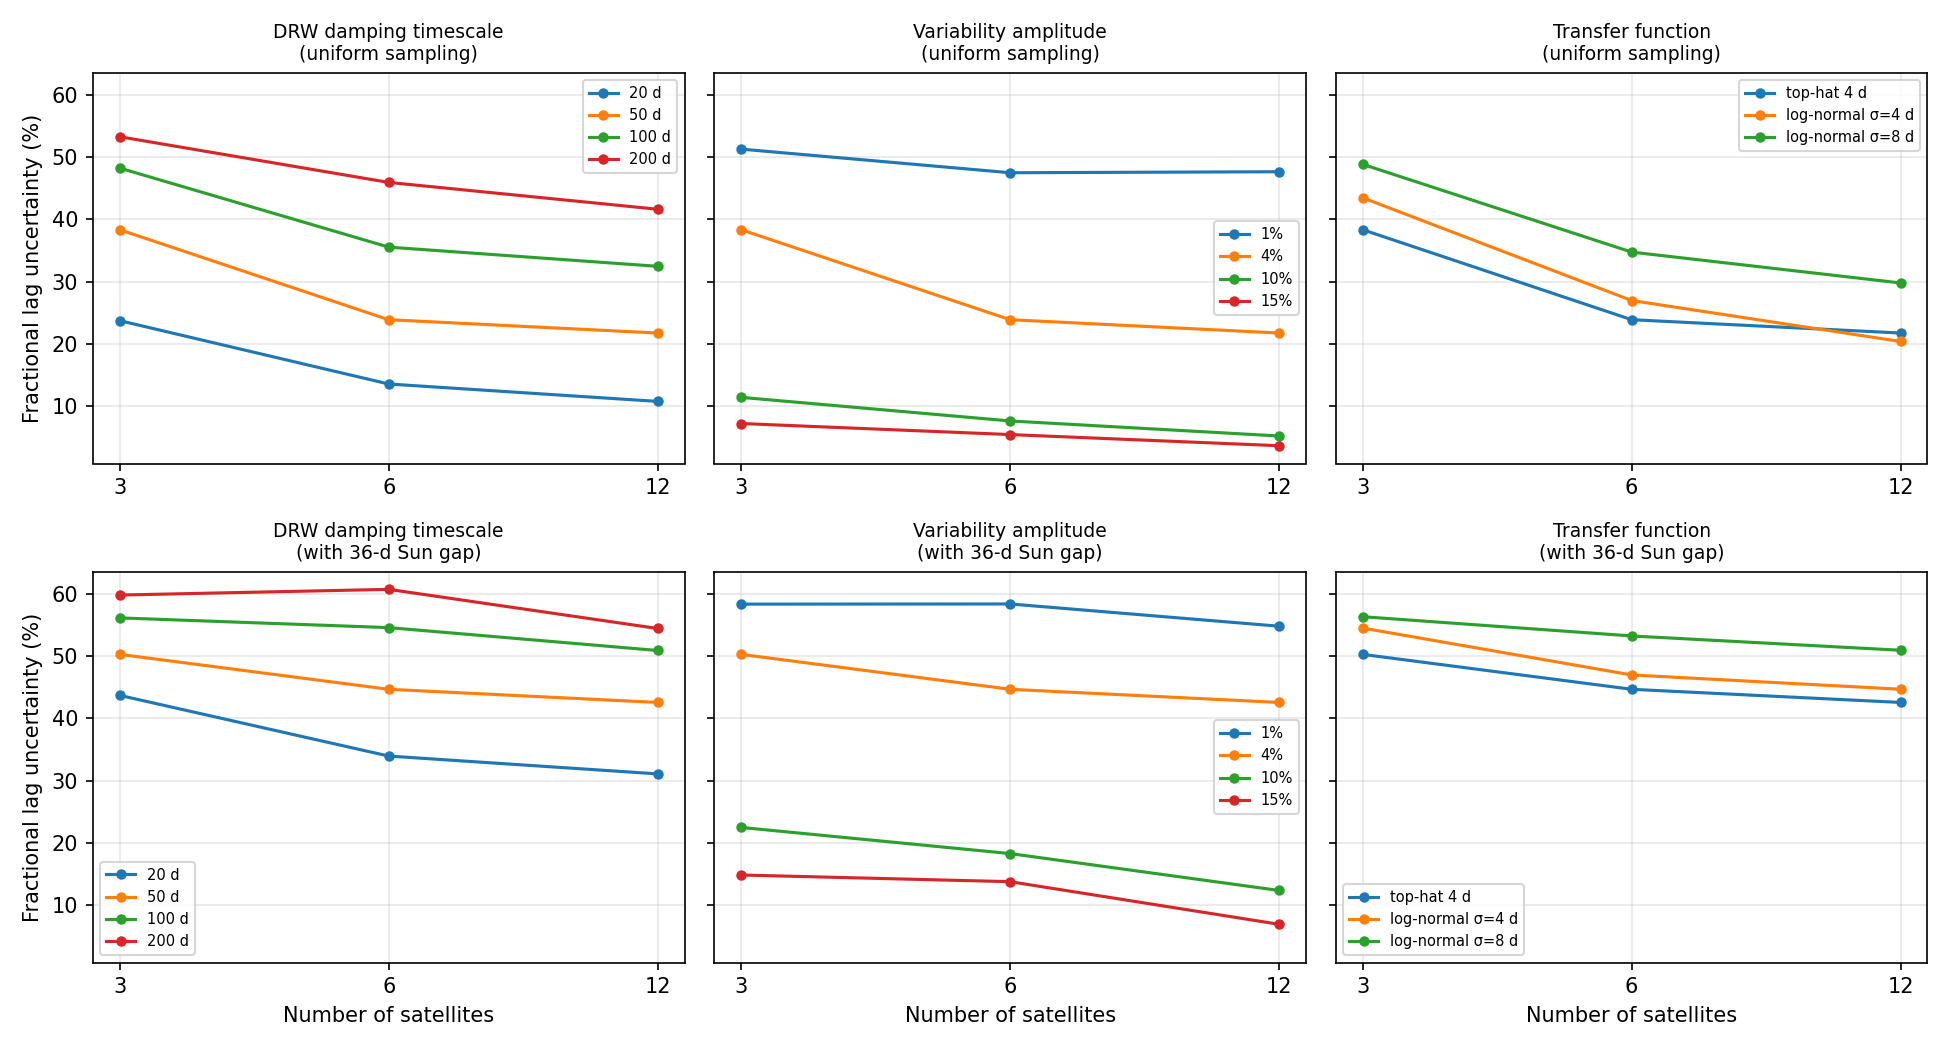 DRW damping timescale
(uniform sampling)
Variability amplitude
(uniform sampling)
Transfer function
(uniform sampling)
Fractional lag uncertainty (%)
60
50
40
30
20
10
20 d
50 d
100 d
200 d
3
6
12
1%
4%
10%
15%
3
6
12
top-hat 4 d
log-normal σ=4 d
log-normal σ=8 d
3
6
12
DRW damping timescale
(with 36-d Sun gap)
Variability amplitude
(with 36-d Sun gap)
Transfer function
(with 36-d Sun gap)
Fractional lag uncertainty (%)
60
50
40
30
20
10
20 d
50 d
100 d
200 d
3
6
12
Number of satellites
1%
4%
10%
15%
3
6
12
Number of satellites
top-hat 4 d
log-normal σ=4 d
log-normal σ=8 d
3
6
12
Number of satellites